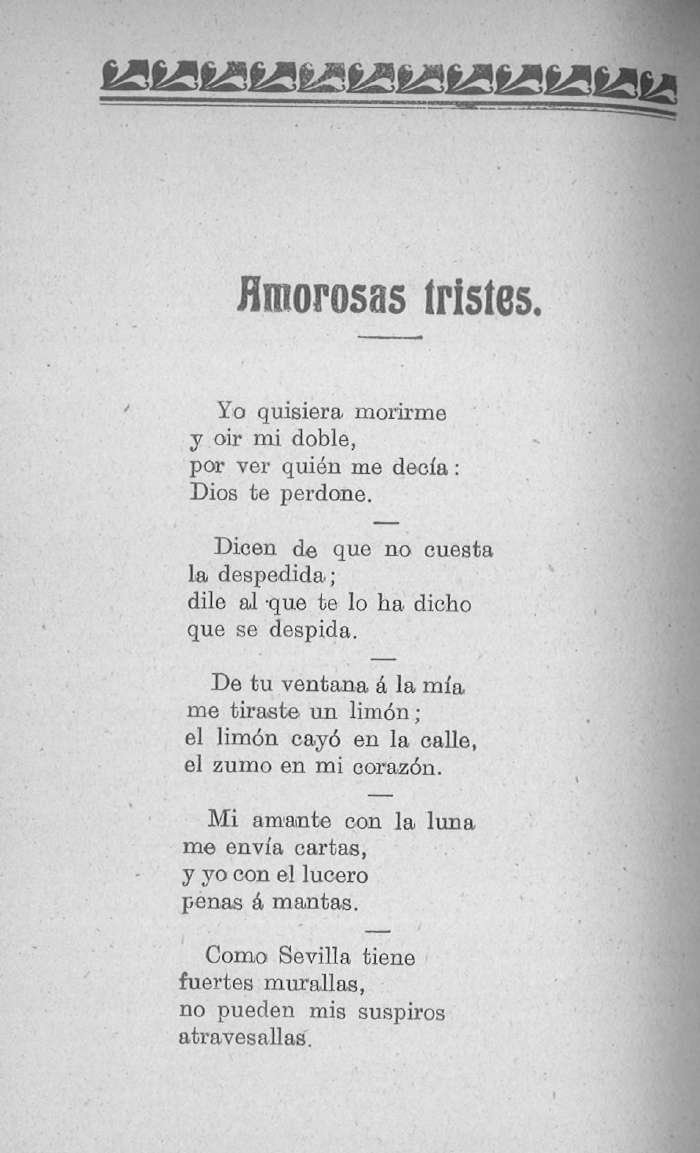 Amorosas tristes.
Yo quisiera morirme
y oir mi doble,
por ver quién me decía:
Dios te perdone.
Dicen de que no cuesta
la despedida;
dile al que te lo ha dicho
que se despida.
De tu ventana á la mía
me tiraste un limón;
el limón cayó en la calle,
el zumo en mi corazón.
Mi amante con la luna
me envía cartas,
y yo con el lucero
penas á mantas.
Como Sevilla tiene
fuertes murallas,
no pueden mis suspiros
atravesallas.